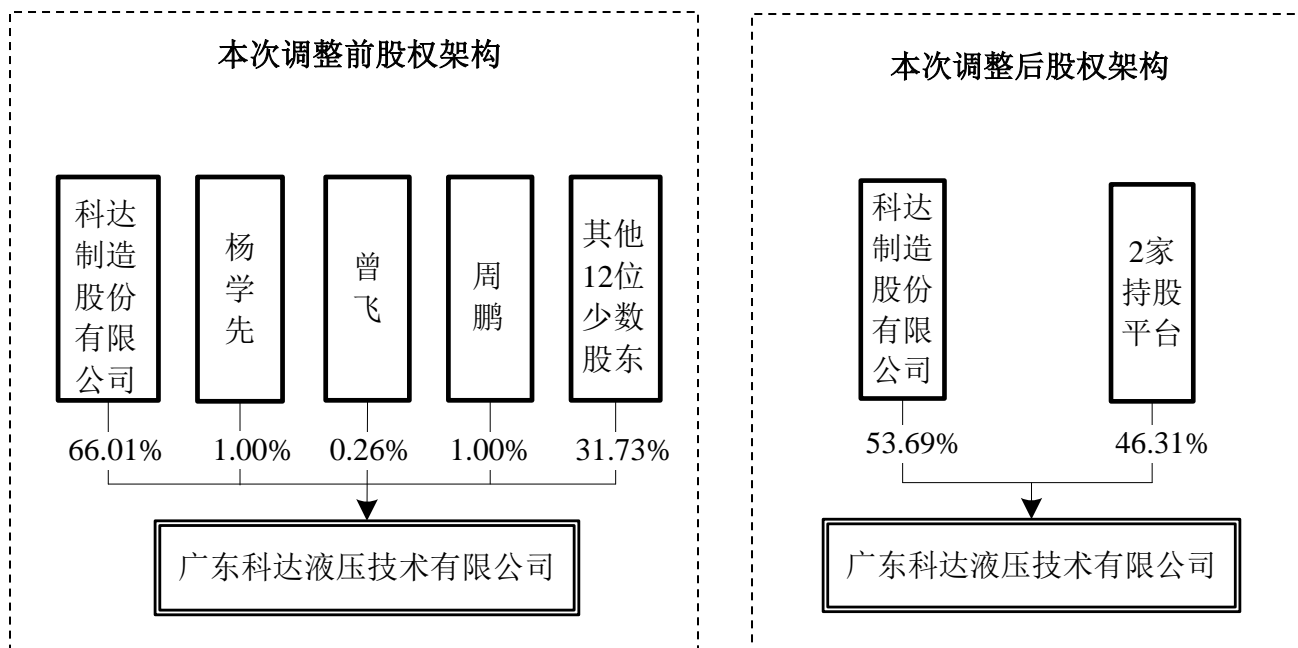 本次调整前股权架构
科达
制造
股份
有限
公司
杨
学
先
曾
飞
周
鹏
其他
12位
少数
股东
66.01%
1.00%
0.26%
1.00%
31.73%
广东科达液压技术有限公司
本次调整后股权架构
科达
制造
股份
有限
公司
2家
持股
平台
53.69%
46.31%
广东科达液压技术有限公司